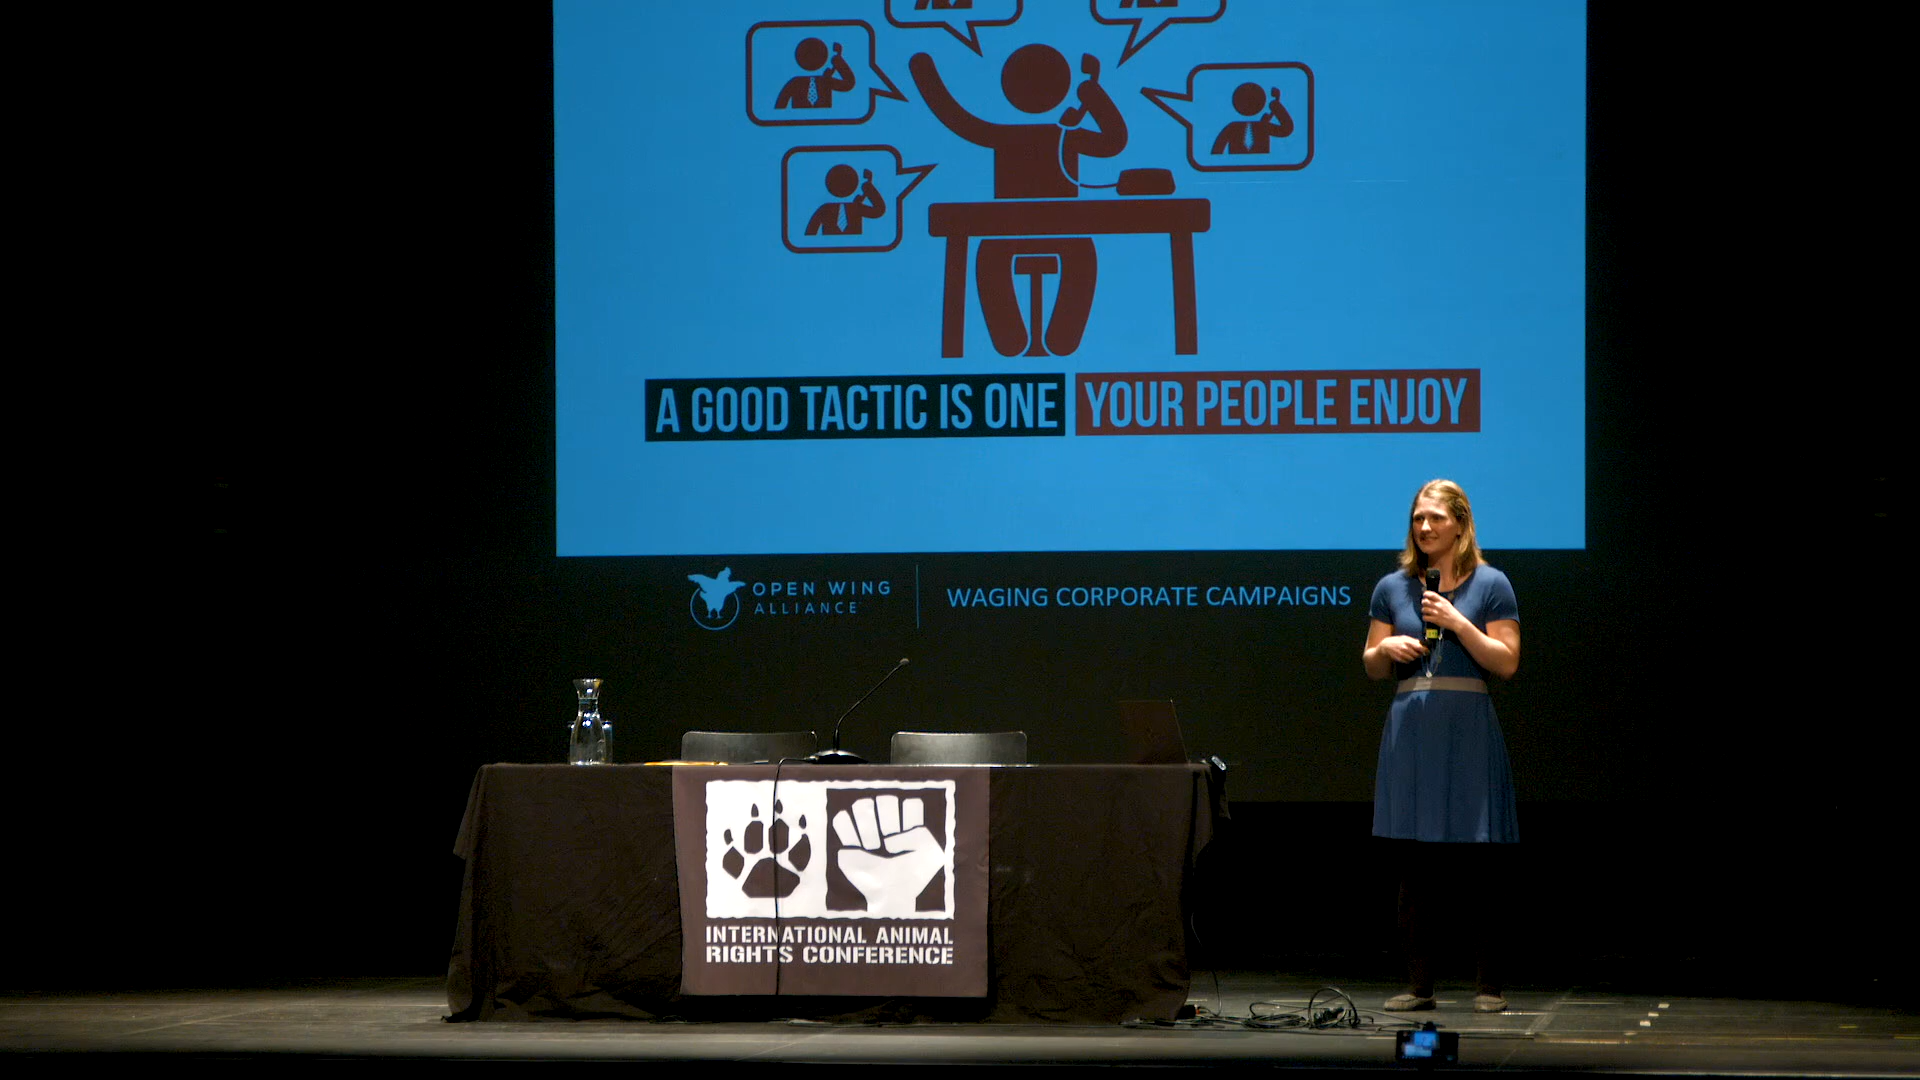 A GOOD TACTIC IS ONE YOUR PEOPLE ENJOY
OPEN WING
ALLIANCE
WAGING CORPORATE CAMPAIGNS
INTERNATIONAL ANIMAL
RIGHTS CONFERENCE